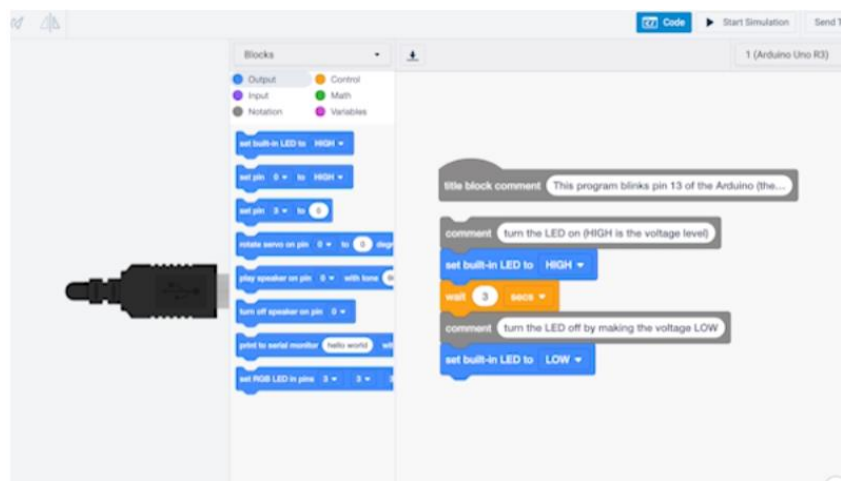 Code Start Simulation Send T
Blocks 1 (Arduino Uno R3)
Output Control
Input Math
Notation Variables
set built-in LED to HIGH
set pin 0 to HIGH
set pin 3 to 0
rotate servo on pin 0 to 0 degr
play speaker on pin 0 with tone
turn off speaker on pin 0
print to serial monitor hello world wit
set RGB LED in pins 3 3
title block comment This program blinks pin 13 of the Arduino (the...
comment turn the LED on (HIGH is the voltage level)
set built-in LED to HIGH
wait 3 secs
comment turn the LED off by making the voltage LOW
set built-in LED to LOW